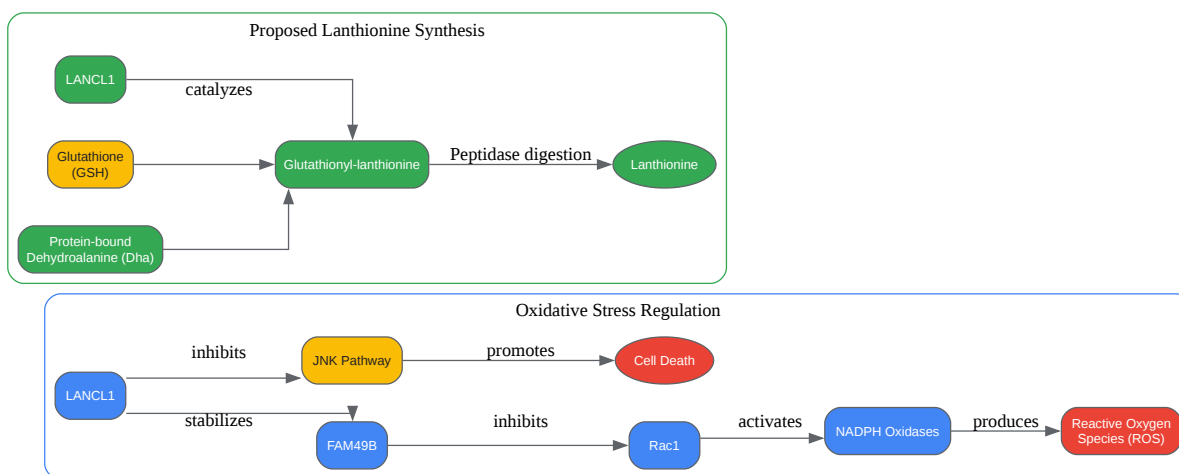 Proposed Lanthionine Synthesis
LANCL1
catalyzes
Glutathione
(GSH)
Glutathionyl-lanthionine
Peptidase digestion
Lanthionine
Protein-bound
Dehydroalanine (Dha)
Oxidative Stress Regulation
LANCL1
inhibits
JNK Pathway
promotes
Cell Death
stabilizes
FAM49B
inhibits
Rac1
activates
NADPH Oxidases
produces
Reactive Oxygen
Species (ROS)